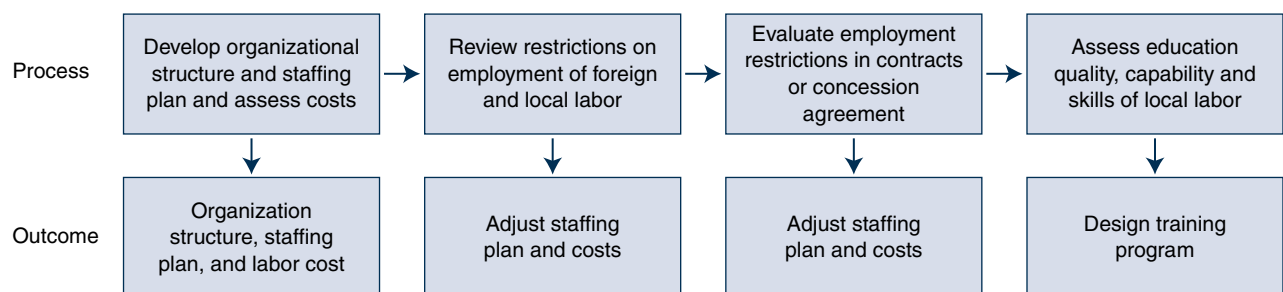 Process
Develop organizational
structure and staffing
plan and assess costs
Review restrictions on
employment of foreign
and local labor
Evaluate employment
restrictions in contracts
or concession
agreement
Assess education
quality, capability and
skills of local labor
Outcome
Organization
structure, staffing
plan, and labor cost
Adjust staffing
plan and costs
Adjust staffing
plan and costs
Design training
program